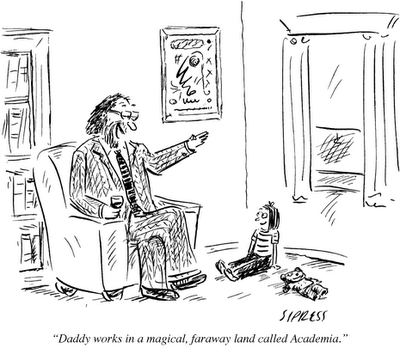 SIPRESS
“Daddy works in a magical, faraway land called Academia.”